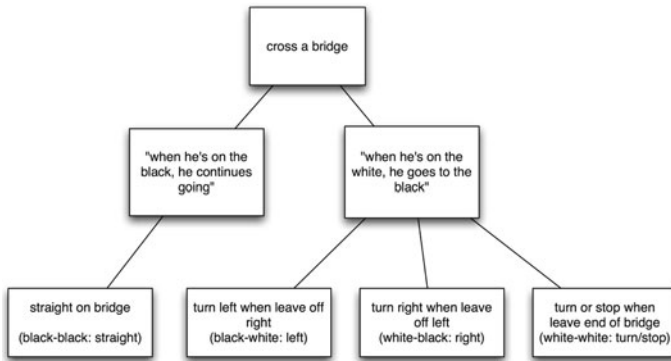 cross a bridge
"when he's on the
black, he continues
going"
"when he's on the
white, he goes to the
black"
straight on bridge
(black-black: straight)
turn left when leave off
right
(black-white: left)
turn right when leave
off left
(white-black: right)
turn or stop when
leave end of bridge
(white-white: turn/stop)